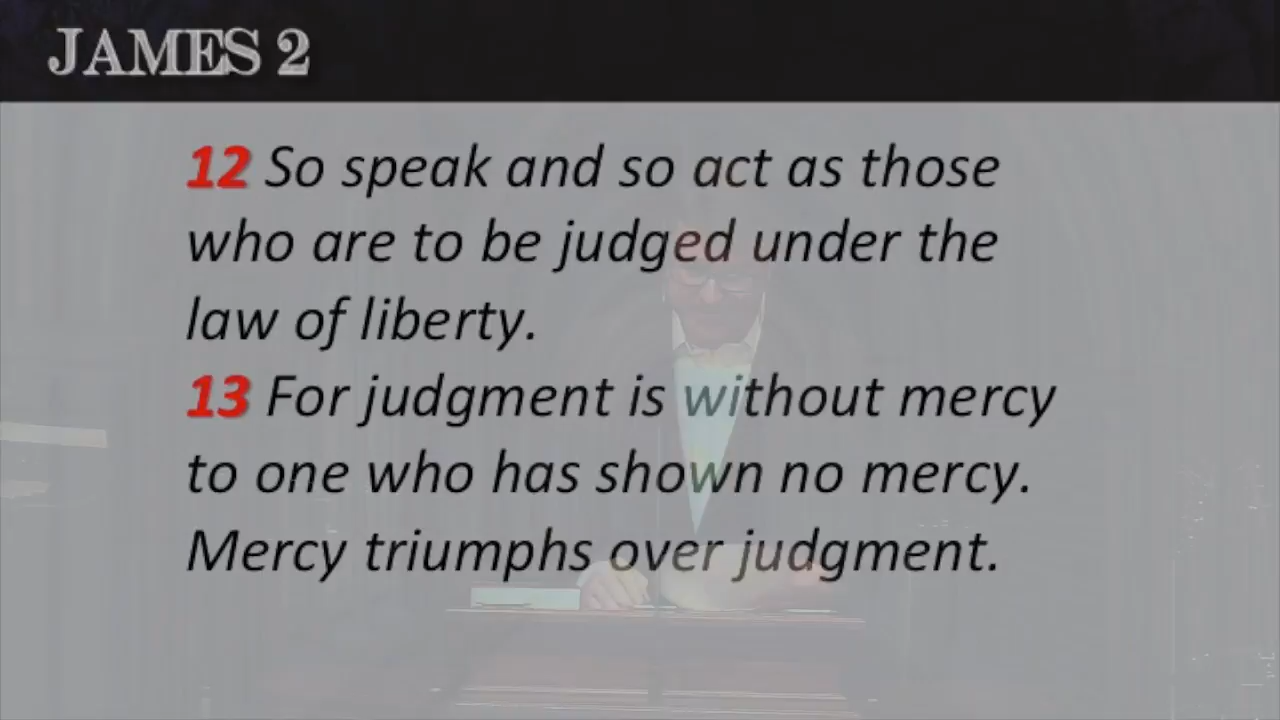 JAMES 2
12 So speak and so act as those
who are to be judged under the
law of liberty.
13 For judgment is without mercy
to one who has shown no mercy.
Mercy triumphs over judgment.